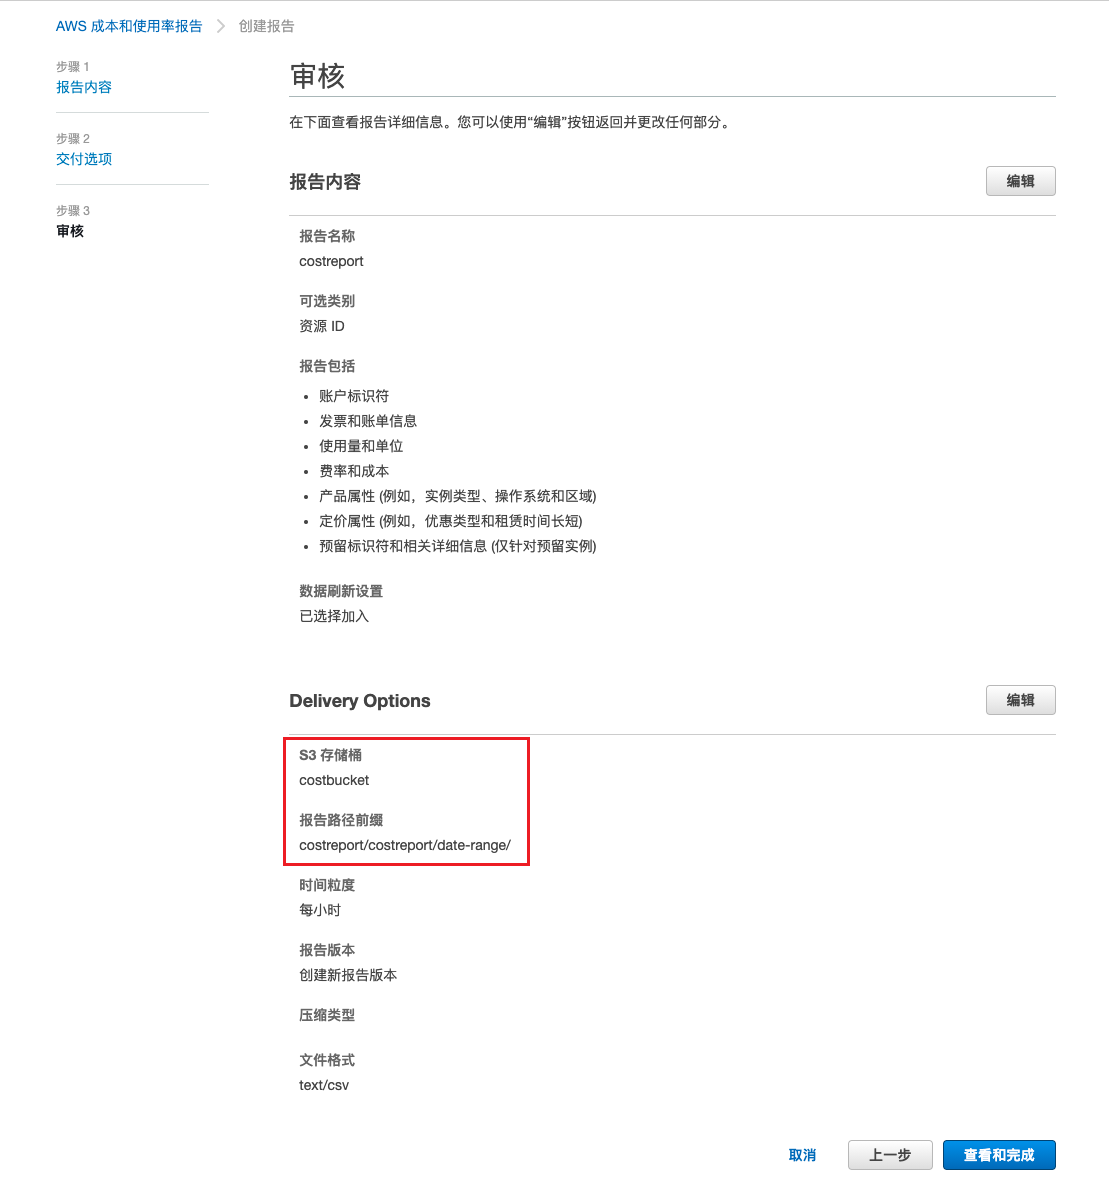 AWS 成本和使用率报告 创建报告
步骤 1
报告内容
步骤 2
交付选项
步骤 3
审核
审核
在下面查看报告详细信息。您可以使用“编辑”按钮返回并更改任何部分。
报告内容
编辑
报告名称
costreport
可选类别
资源 ID
报告包括
• 账户标识符
• 发票和账单信息
• 使用量和单位
• 费率和成本
• 产品属性 (例如，实例类型、操作系统和区域)
• 定价属性 (例如，优惠类型和租赁时间长短)
• 预留标识符和相关详细信息 (仅针对预留实例)
数据刷新设置
已选择加入
Delivery Options
编辑
S3 存储桶
costbucket
报告路径前缀
costreport/costreport/date-range/
时间粒度
每小时
报告版本
创建新报告版本
压缩类型
文件格式
text/csv
取消
上一步
查看和完成